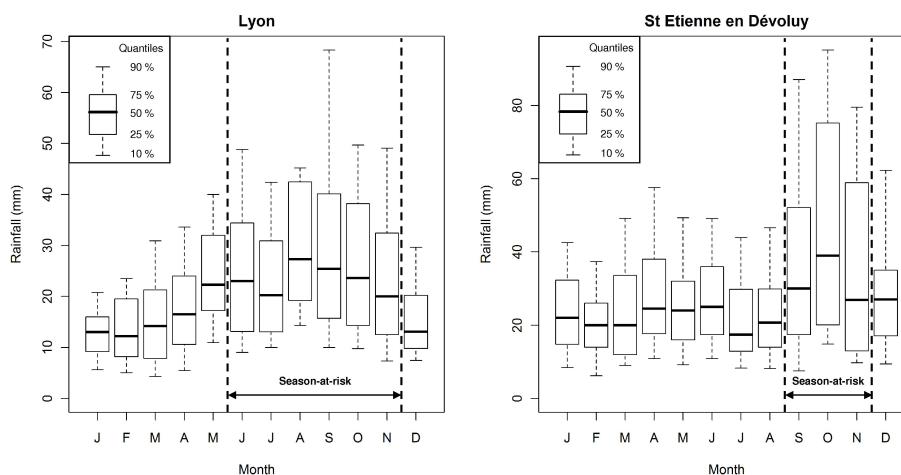 Lyon
Quantiles
90 %
75 %
50 %
25 %
10 %
Season-at-risk
0
10
20
30
40
50
60
70
Rainfall (mm)
J F M A M J J A S O N D
Month
St Etienne en Dévoluy
Quantiles
90 %
75 %
50 %
25 %
10 %
Season-at-risk
0
20
40
60
80
Rainfall (mm)
J F M A M J J A S O N D
Month